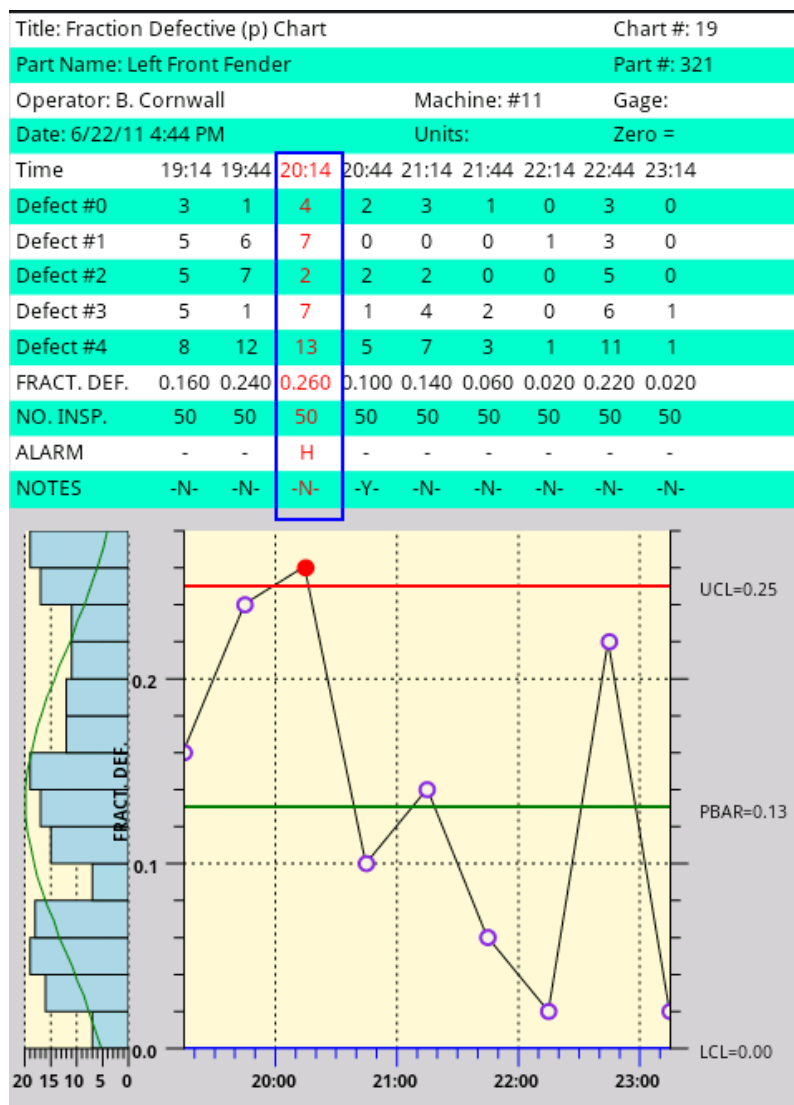 Title: Fraction Defective (p) Chart Chart #: 19
Part Name: Left Front Fender Part #: 321
Operator: B. Cornwall Machine: #11 Gage:
Date: 6/22/11 4:44 PM Units: Zero =
Time 19:14 19:44 20:14 20:44 21:14 21:44 22:14 22:44 23:14
Defect #0 3 1 4 2 3 1 0 3 0
Defect #1 5 6 7 0 0 0 1 3 0
Defect #2 5 7 2 2 2 0 0 5 0
Defect #3 5 1 7 1 4 2 0 6 1
Defect #4 8 12 13 5 7 3 1 11 1
FRACT. DEF. 0.160 0.240 0.260 0.100 0.140 0.060 0.020 0.220 0.020
NO. INSP. 50 50 50 50 50 50 50 50 50
ALARM - - H - - - - - -
NOTES -N- -N- -N- -Y- -N- -N- -N- -N- -N-
UCL=0.25
0.2
FRACT. DEF.
PBAR=0.13
0.1
0.0
LCL=0.00
20 15 10 5 0
20:00 21:00 22:00 23:00